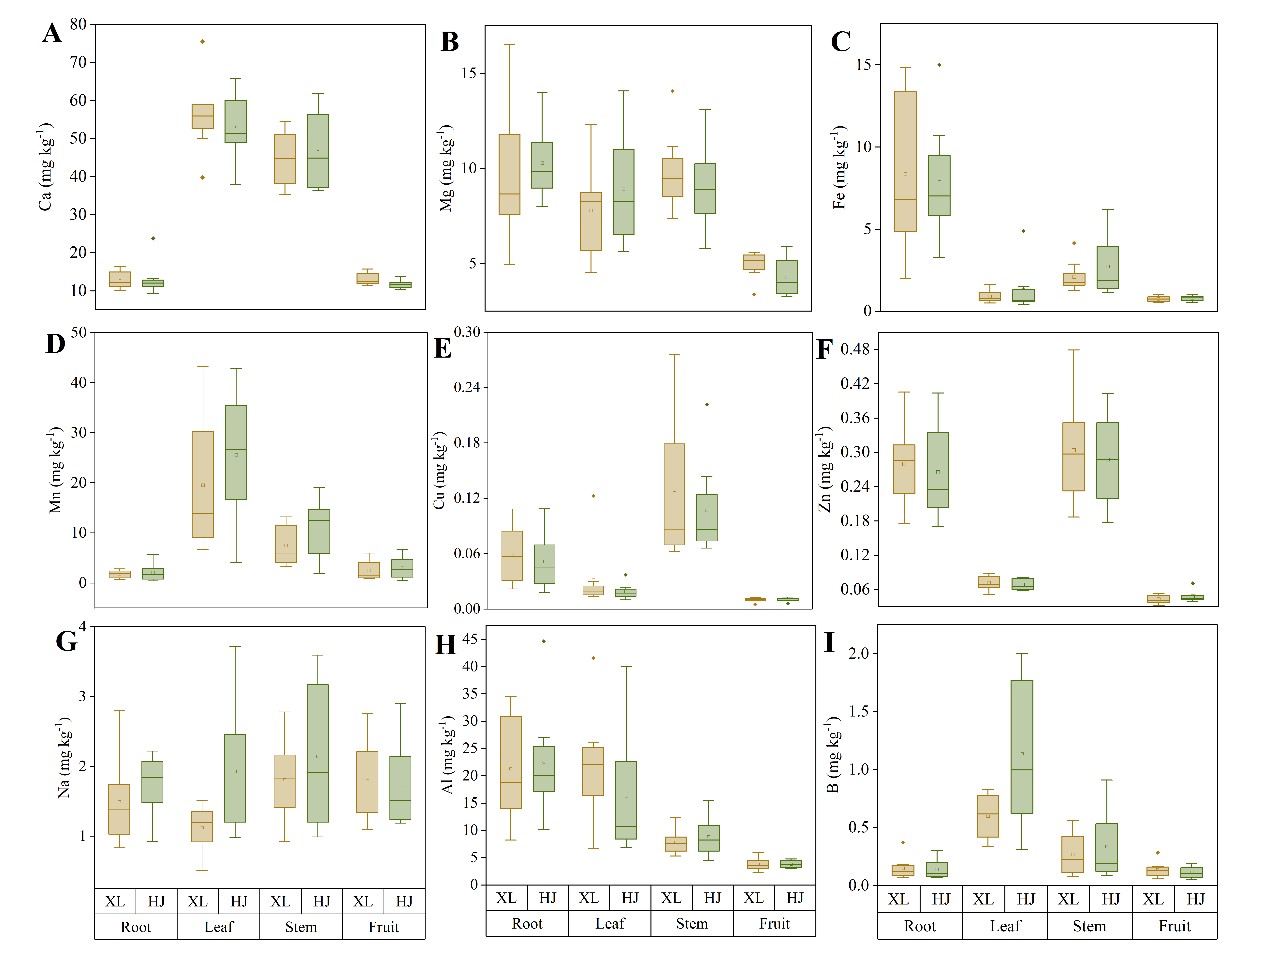 A
B
C
80
70
60
50
40
30
20
10
Ca (mg kg-1)
15
10
5
Mg (mg kg-1)
15
10
5
0
Fe (mg kg-1)
D
E
F
50
40
30
20
10
0
Mn (mg kg-1)
0.30
0.24
0.18
0.12
0.06
0.00
Cu (mg kg-1)
0.48
0.42
0.36
0.30
0.24
0.18
0.12
0.06
Zn (mg kg-1)
G
H
I
4
3
2
1
Na (mg kg-1)
45
40
35
30
25
20
15
10
5
0
Al (mg kg-1)
2.0
1.5
1.0
0.5
0.0
B (mg kg-1)
XL HJ XL HJ XL HJ XL HJ
Root Leaf Stem Fruit
XL HJ XL HJ XL HJ XL HJ
Root Leaf Stem Fruit
XL HJ XL HJ XL HJ XL HJ
Root Leaf Stem Fruit